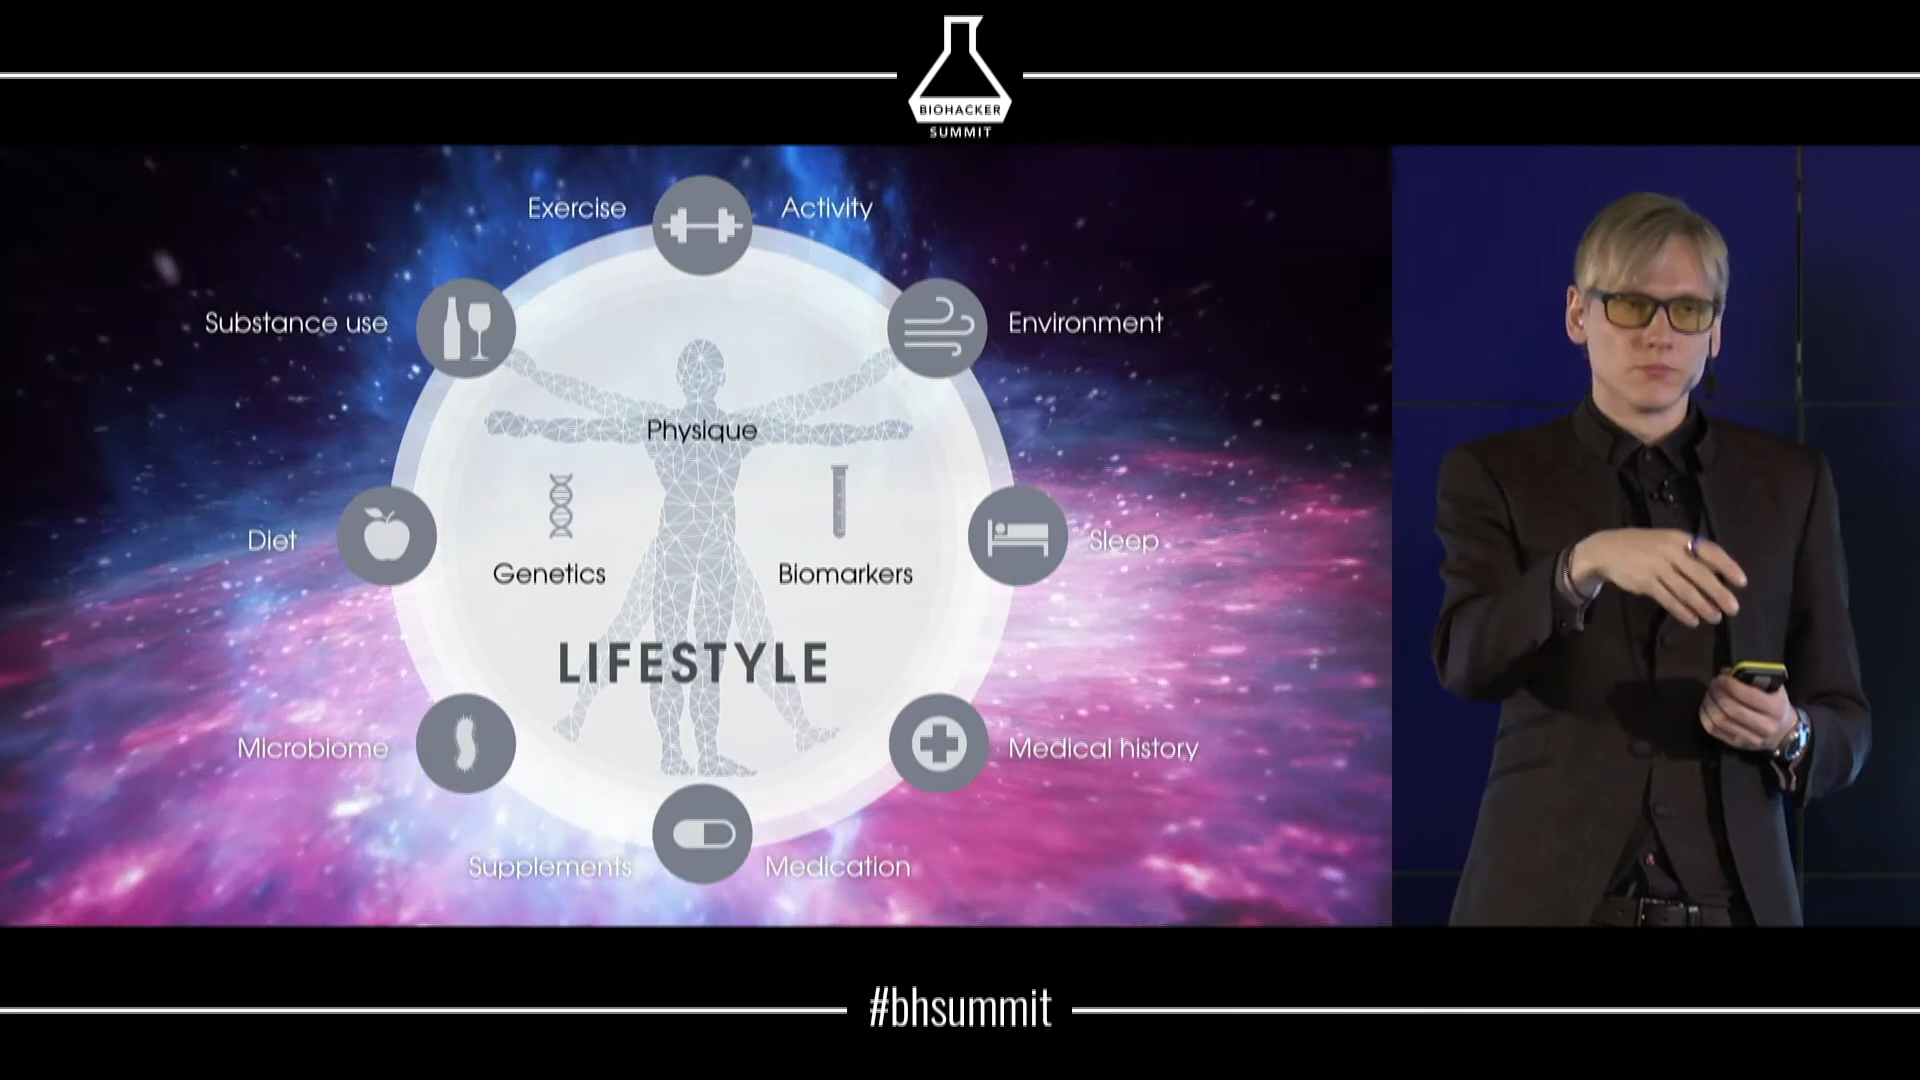 BIOHACKER
SUMMIT
Exercise
Activity
Substance use
Environment
Physique
Diet
Genetics
Biomarkers
Sleep
LIFESTYLE
Microbiome
Medical history
Supplements
Medication
#bhsummit